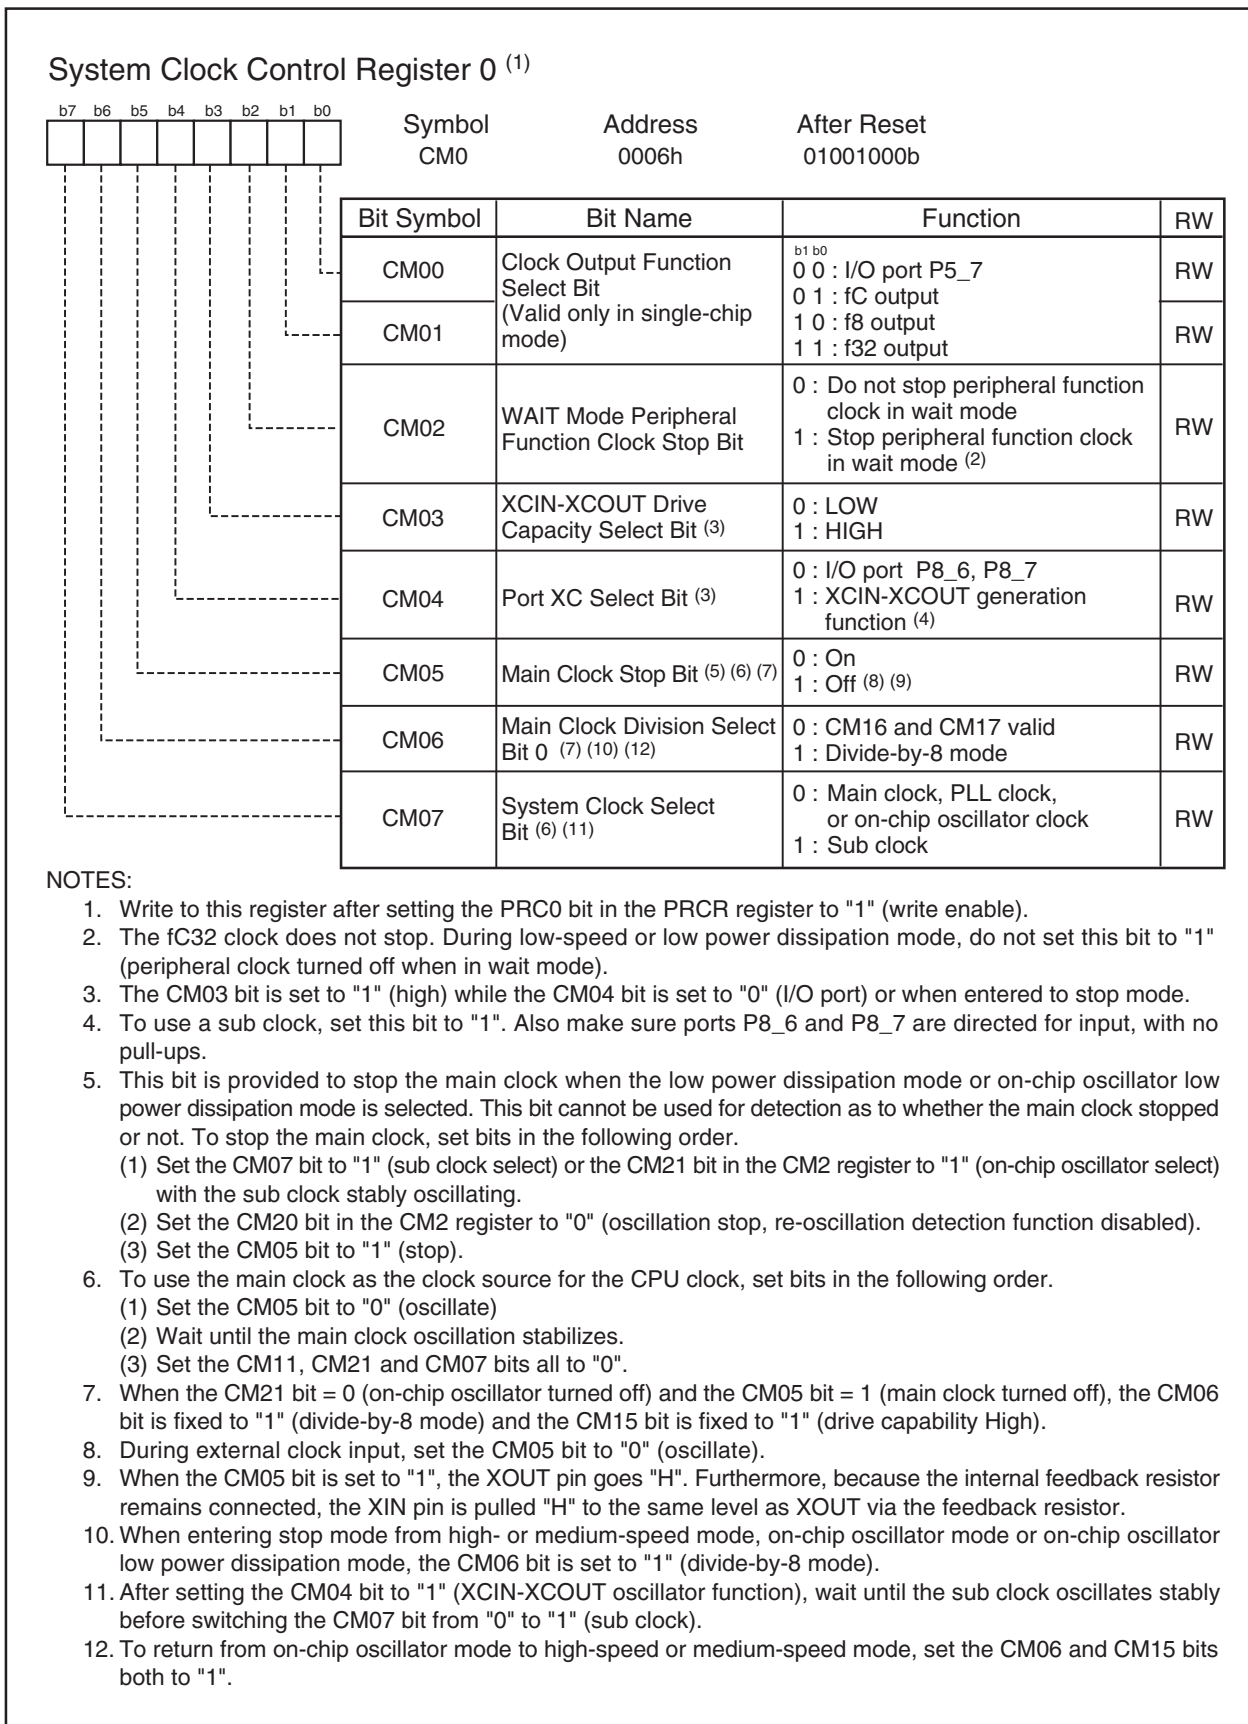 System Clock Control Register 0 (1)
b7 b6 b5 b4 b3 b2 b1 b0
Symbol Address After Reset
CM0 0006h 01001000b
Bit Symbol Bit Name Function RW
CM00 Clock Output Function
Select Bit
(Valid only in single-chip
mode)
b1 b0
0 0 : I/O port P5_7
0 1 : fC output
1 0 : f8 output
1 1 : f32 output
RW
CM01
RW
CM02
WAIT Mode Peripheral
Function Clock Stop Bit
0 : Do not stop peripheral function
clock in wait mode
1 : Stop peripheral function clock
in wait mode (2)
RW
CM03
XCIN-XCOUT Drive
Capacity Select Bit (3)
0 : LOW
1 : HIGH
RW
CM04
Port XC Select Bit (3)
0 : I/O port P8_6, P8_7
1 : XCIN-XCOUT generation
function (4)
RW
CM05
Main Clock Stop Bit (5) (6) (7)
0 : On
1 : Off (8) (9)
RW
CM06
Main Clock Division Select
Bit 0 (7) (10) (12)
0 : CM16 and CM17 valid
1 : Divide-by-8 mode
RW
CM07
System Clock Select
Bit (6) (11)
0 : Main clock, PLL clock,
or on-chip oscillator clock
1 : Sub clock
RW
NOTES:
1. Write to this register after setting the PRC0 bit in the PRCR register to "1" (write enable).
2. The fC32 clock does not stop. During low-speed or low power dissipation mode, do not set this bit to "1"
(peripheral clock turned off when in wait mode).
3. The CM03 bit is set to "1" (high) while the CM04 bit is set to "0" (I/O port) or when entered to stop mode.
4. To use a sub clock, set this bit to "1". Also make sure ports P8_6 and P8_7 are directed for input, with no
pull-ups.
5. This bit is provided to stop the main clock when the low power dissipation mode or on-chip oscillator low
power dissipation mode is selected. This bit cannot be used for detection as to whether the main clock stopped
or not. To stop the main clock, set bits in the following order.
(1) Set the CM07 bit to "1" (sub clock select) or the CM21 bit in the CM2 register to "1" (on-chip oscillator select)
with the sub clock stably oscillating.
(2) Set the CM20 bit in the CM2 register to "0" (oscillation stop, re-oscillation detection function disabled).
(3) Set the CM05 bit to "1" (stop).
6. To use the main clock as the clock source for the CPU clock, set bits in the following order.
(1) Set the CM05 bit to "0" (oscillate)
(2) Wait until the main clock oscillation stabilizes.
(3) Set the CM11, CM21 and CM07 bits all to "0".
7. When the CM21 bit = 0 (on-chip oscillator turned off) and the CM05 bit = 1 (main clock turned off), the CM06
bit is fixed to "1" (divide-by-8 mode) and the CM15 bit is fixed to "1" (drive capability High).
8. During external clock input, set the CM05 bit to "0" (oscillate).
9. When the CM05 bit is set to "1", the XOUT pin goes "H". Furthermore, because the internal feedback resistor
remains connected, the XIN pin is pulled "H" to the same level as XOUT via the feedback resistor.
10. When entering stop mode from high- or medium-speed mode, on-chip oscillator mode or on-chip oscillator
low power dissipation mode, the CM06 bit is set to "1" (divide-by-8 mode).
11. After setting the CM04 bit to "1" (XCIN-XCOUT oscillator function), wait until the sub clock oscillates stably
before switching the CM07 bit from "0" to "1" (sub clock).
12. To return from on-chip oscillator mode to high-speed or medium-speed mode, set the CM06 and CM15 bits
both to "1".